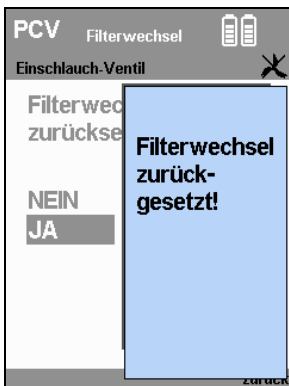 PCV Filterwechsel
Einschlauch-Ventil
Filterwec
zurückse
NEIN
JA
Filterwechsel
zurück-
gesetzt!
zurück